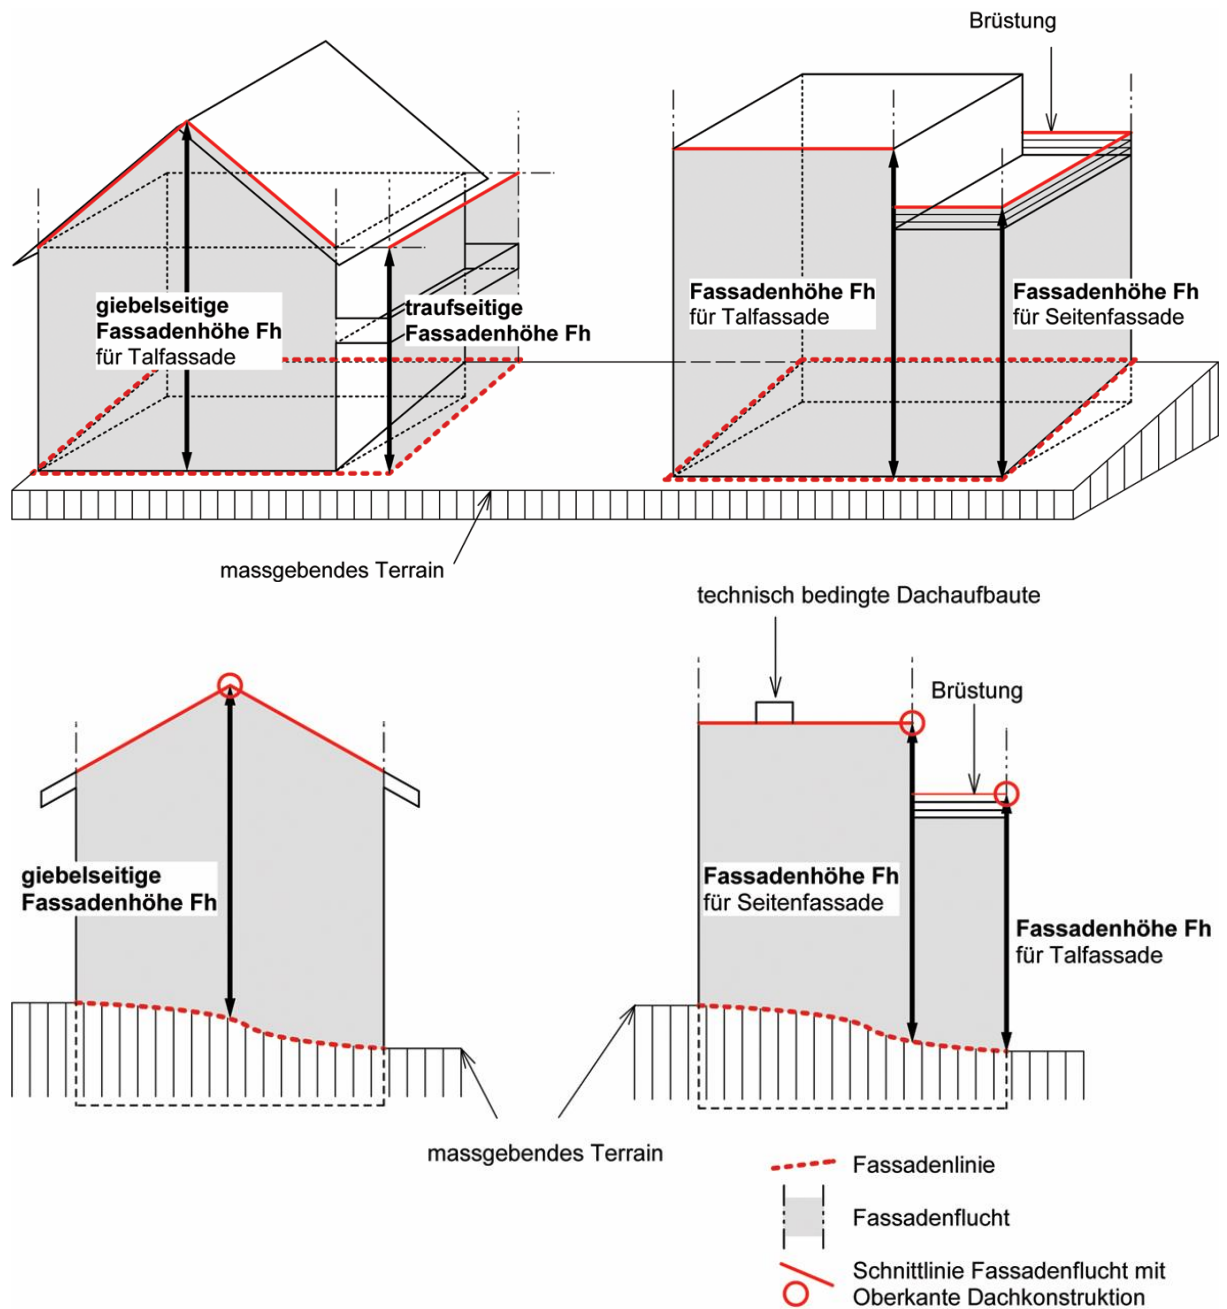 Brüstung
giebelseitige
Fassadenhöhe Fh
für Talfassade
traufseitige
Fassadenhöhe Fh
Fassadenhöhe Fh
für Talfassade
Fassadenhöhe Fh
für Seitenfassade
massgebendes Terrain
technisch bedingte Dachaufbaute
Brüstung
giebelseitige
Fassadenhöhe Fh
Fassadenhöhe Fh
für Seitenfassade
Fassadenhöhe Fh
für Talfassade
massgebendes Terrain
Fassadenlinie
Fassadenflucht
Schnittlinie Fassadenflucht mit
Oberkante Dachkonstruktion